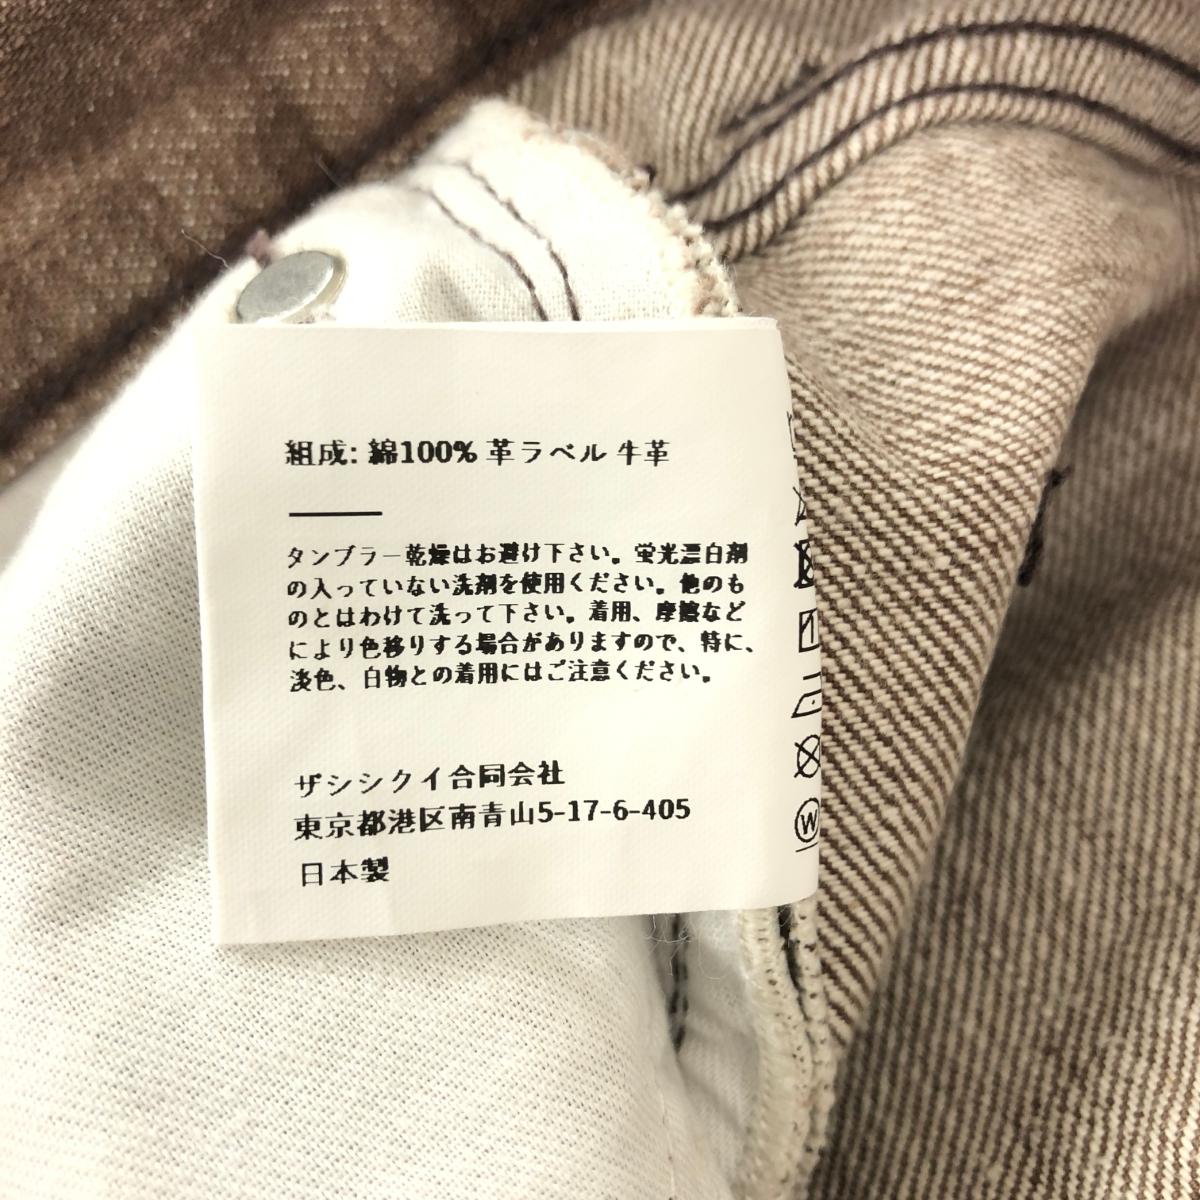 組成: 綿100% 革ラベル 牛革
タンブラー乾燥はお避け下さい。蛍光漂白剤
の入っていない洗剤を使用ください。他のも
のとはわけて洗って下さい。着用、摩擦など
により色移りする場合がありますので、特に、
淡色、白物との着用にはご注意ください。
ザシシクイ合同会社
東京都港区南青山5-17-6-405
日本製
W